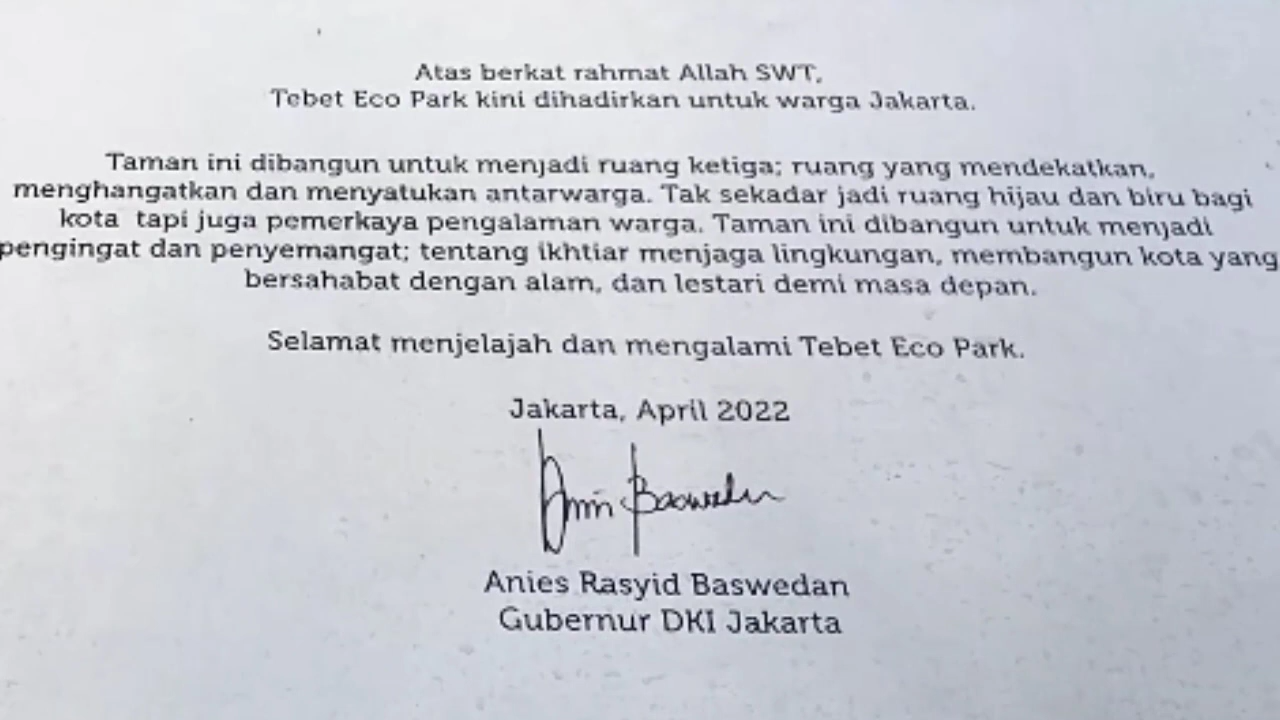 Atas berkat rahmat Allah SWT,
Tebet Eco Park kini dihadirkan untuk warga Jakarta.
Taman ini dibangun untuk menjadi ruang ketiga; ruang yang mendekatkan,
menghangatkan dan menyatukan antarwarga. Tak sekadar jadi ruang hijau dan biru bagi
kota tapi juga pemerkaya pengalaman warga. Taman ini dibangun untuk menjadi
pengingat dan penyemangat; tentang ikhtiar menjaga lingkungan, membangun kota yang
bersahabat dengan alam, dan lestari demi masa depan.
Selamat menjelajah dan mengalami Tebet Eco Park.
Jakarta, April 2022
Anies Baswedan
Anies Rasyid Baswedan
Gubernur DKI Jakarta